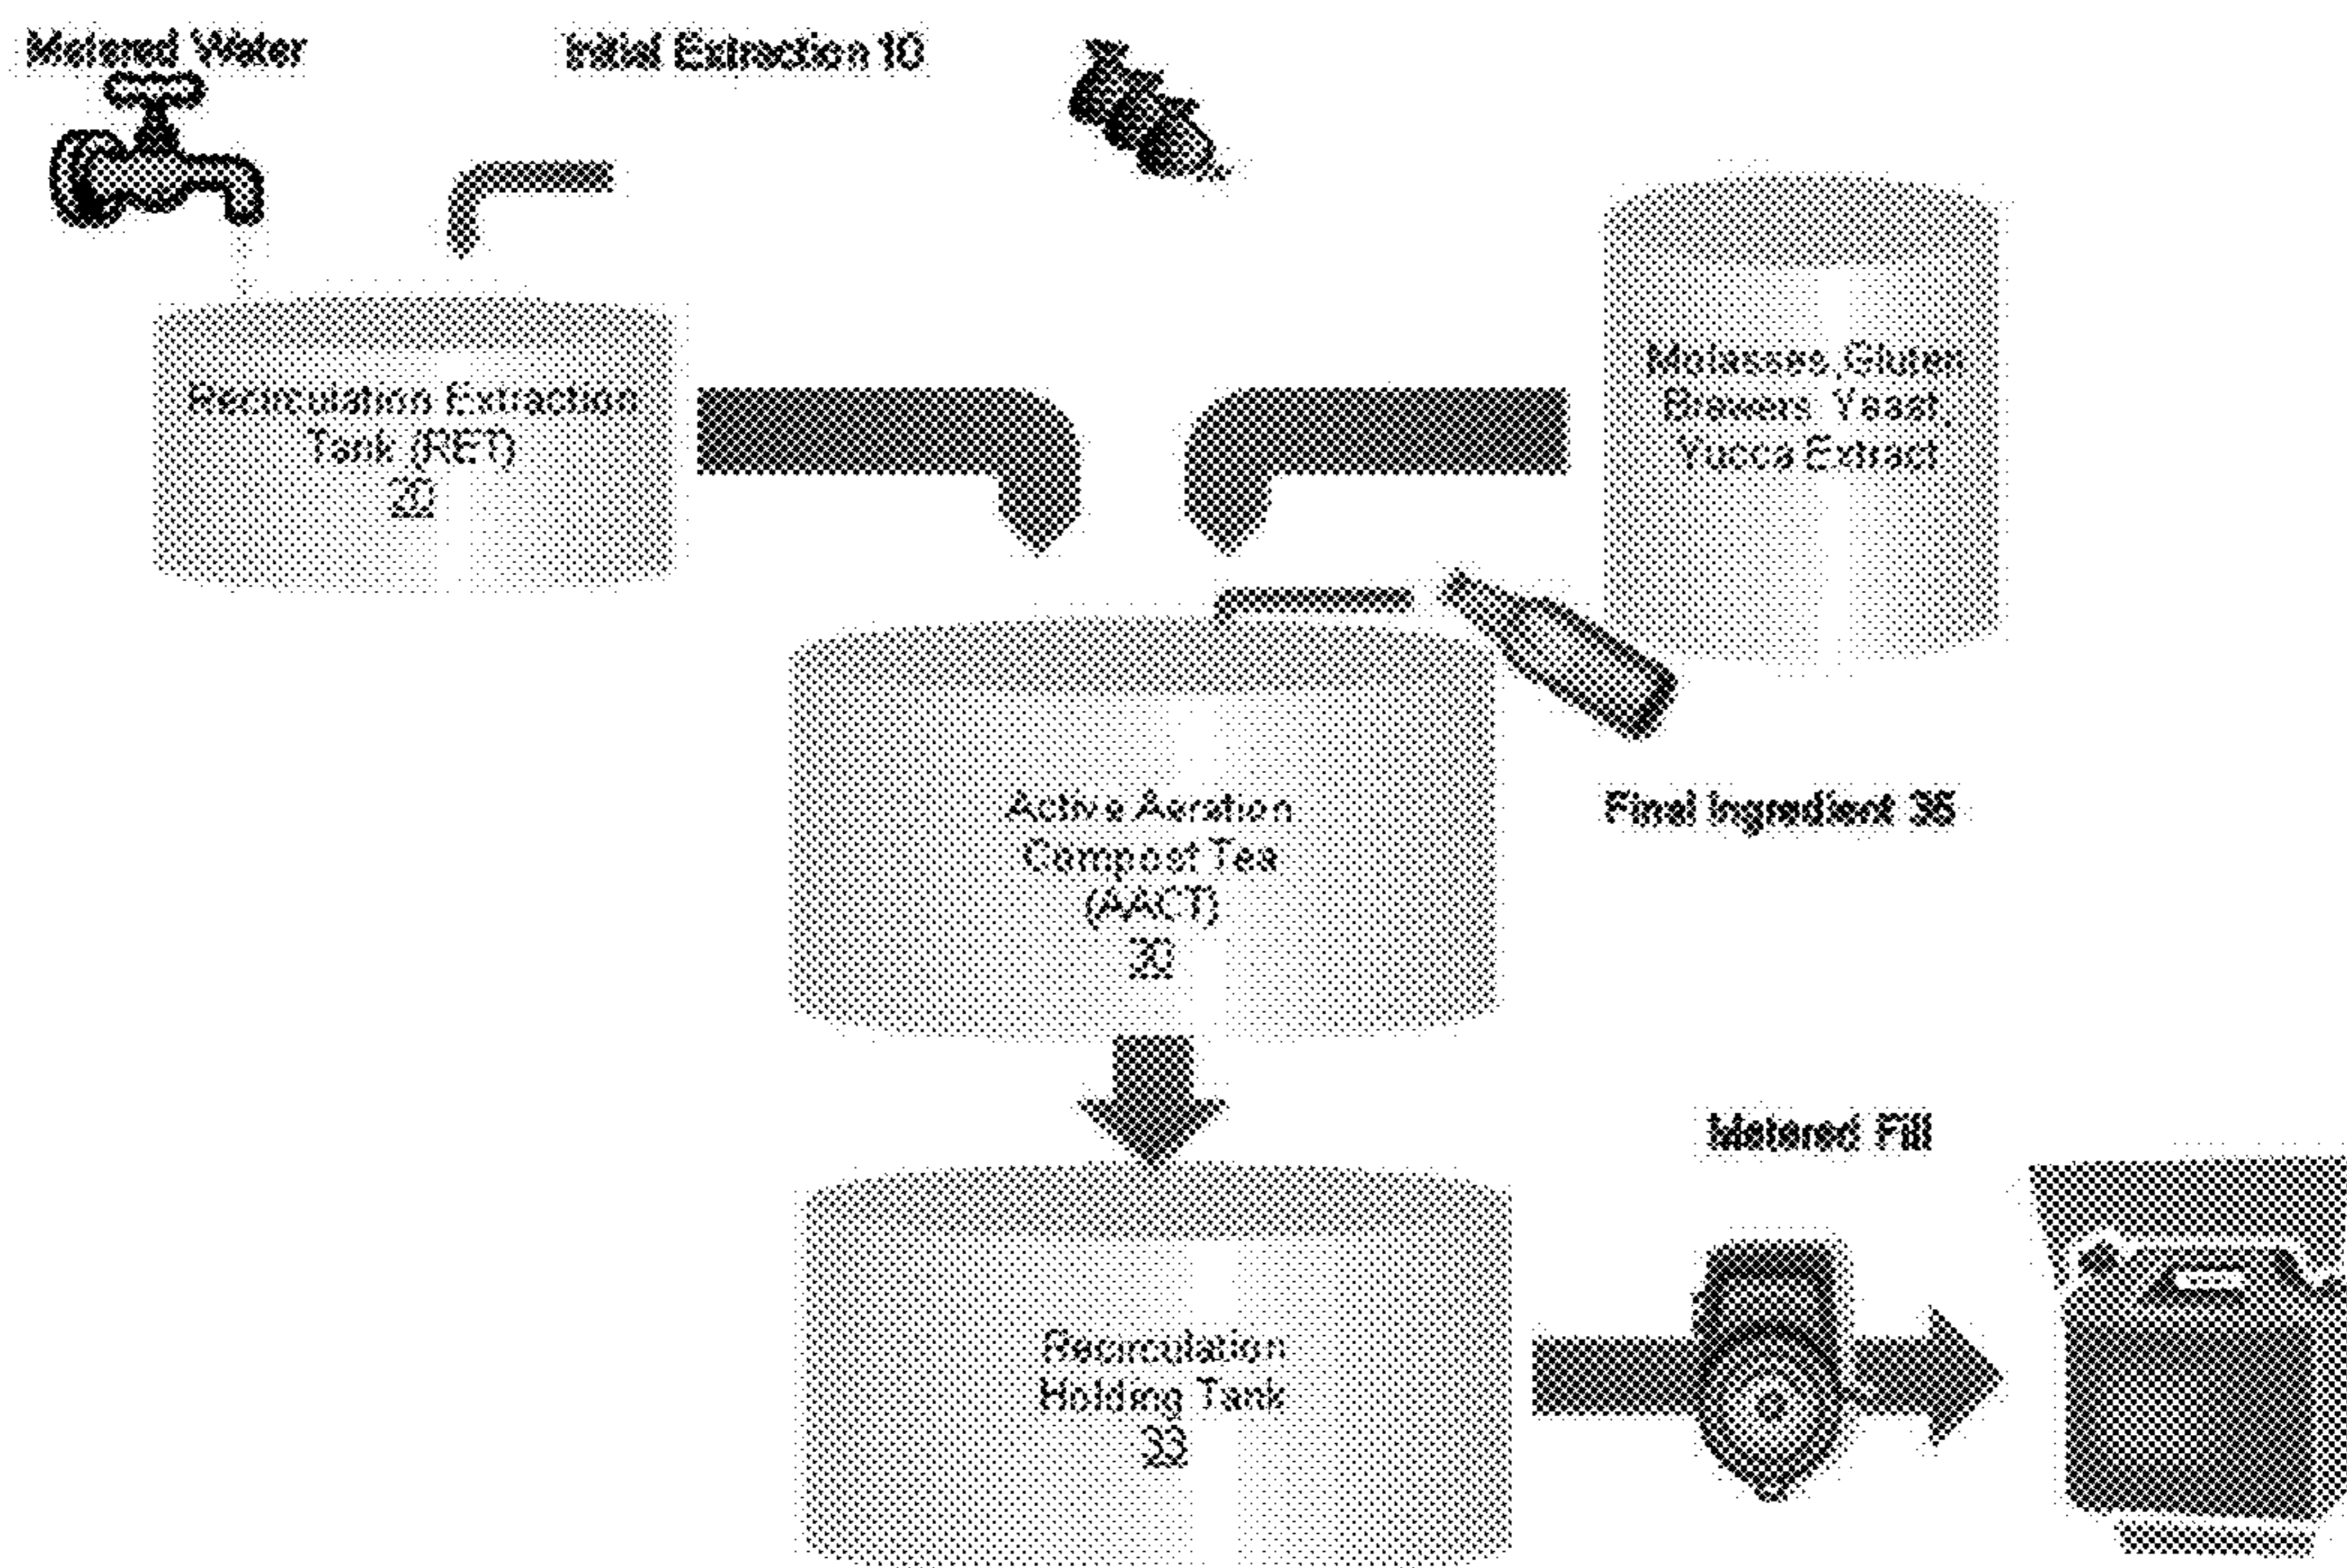 Metered Water
Initial Extraction 10
Recirculation Extraction
Tank (RET)
20
Molasses, Gluten
Brewers Yeast,
Yucca Extract
Active Aeration
Compost Tea
(AACT)
30
Final Ingredient 35
Metered Fill
Recirculation
Holding Tank
33